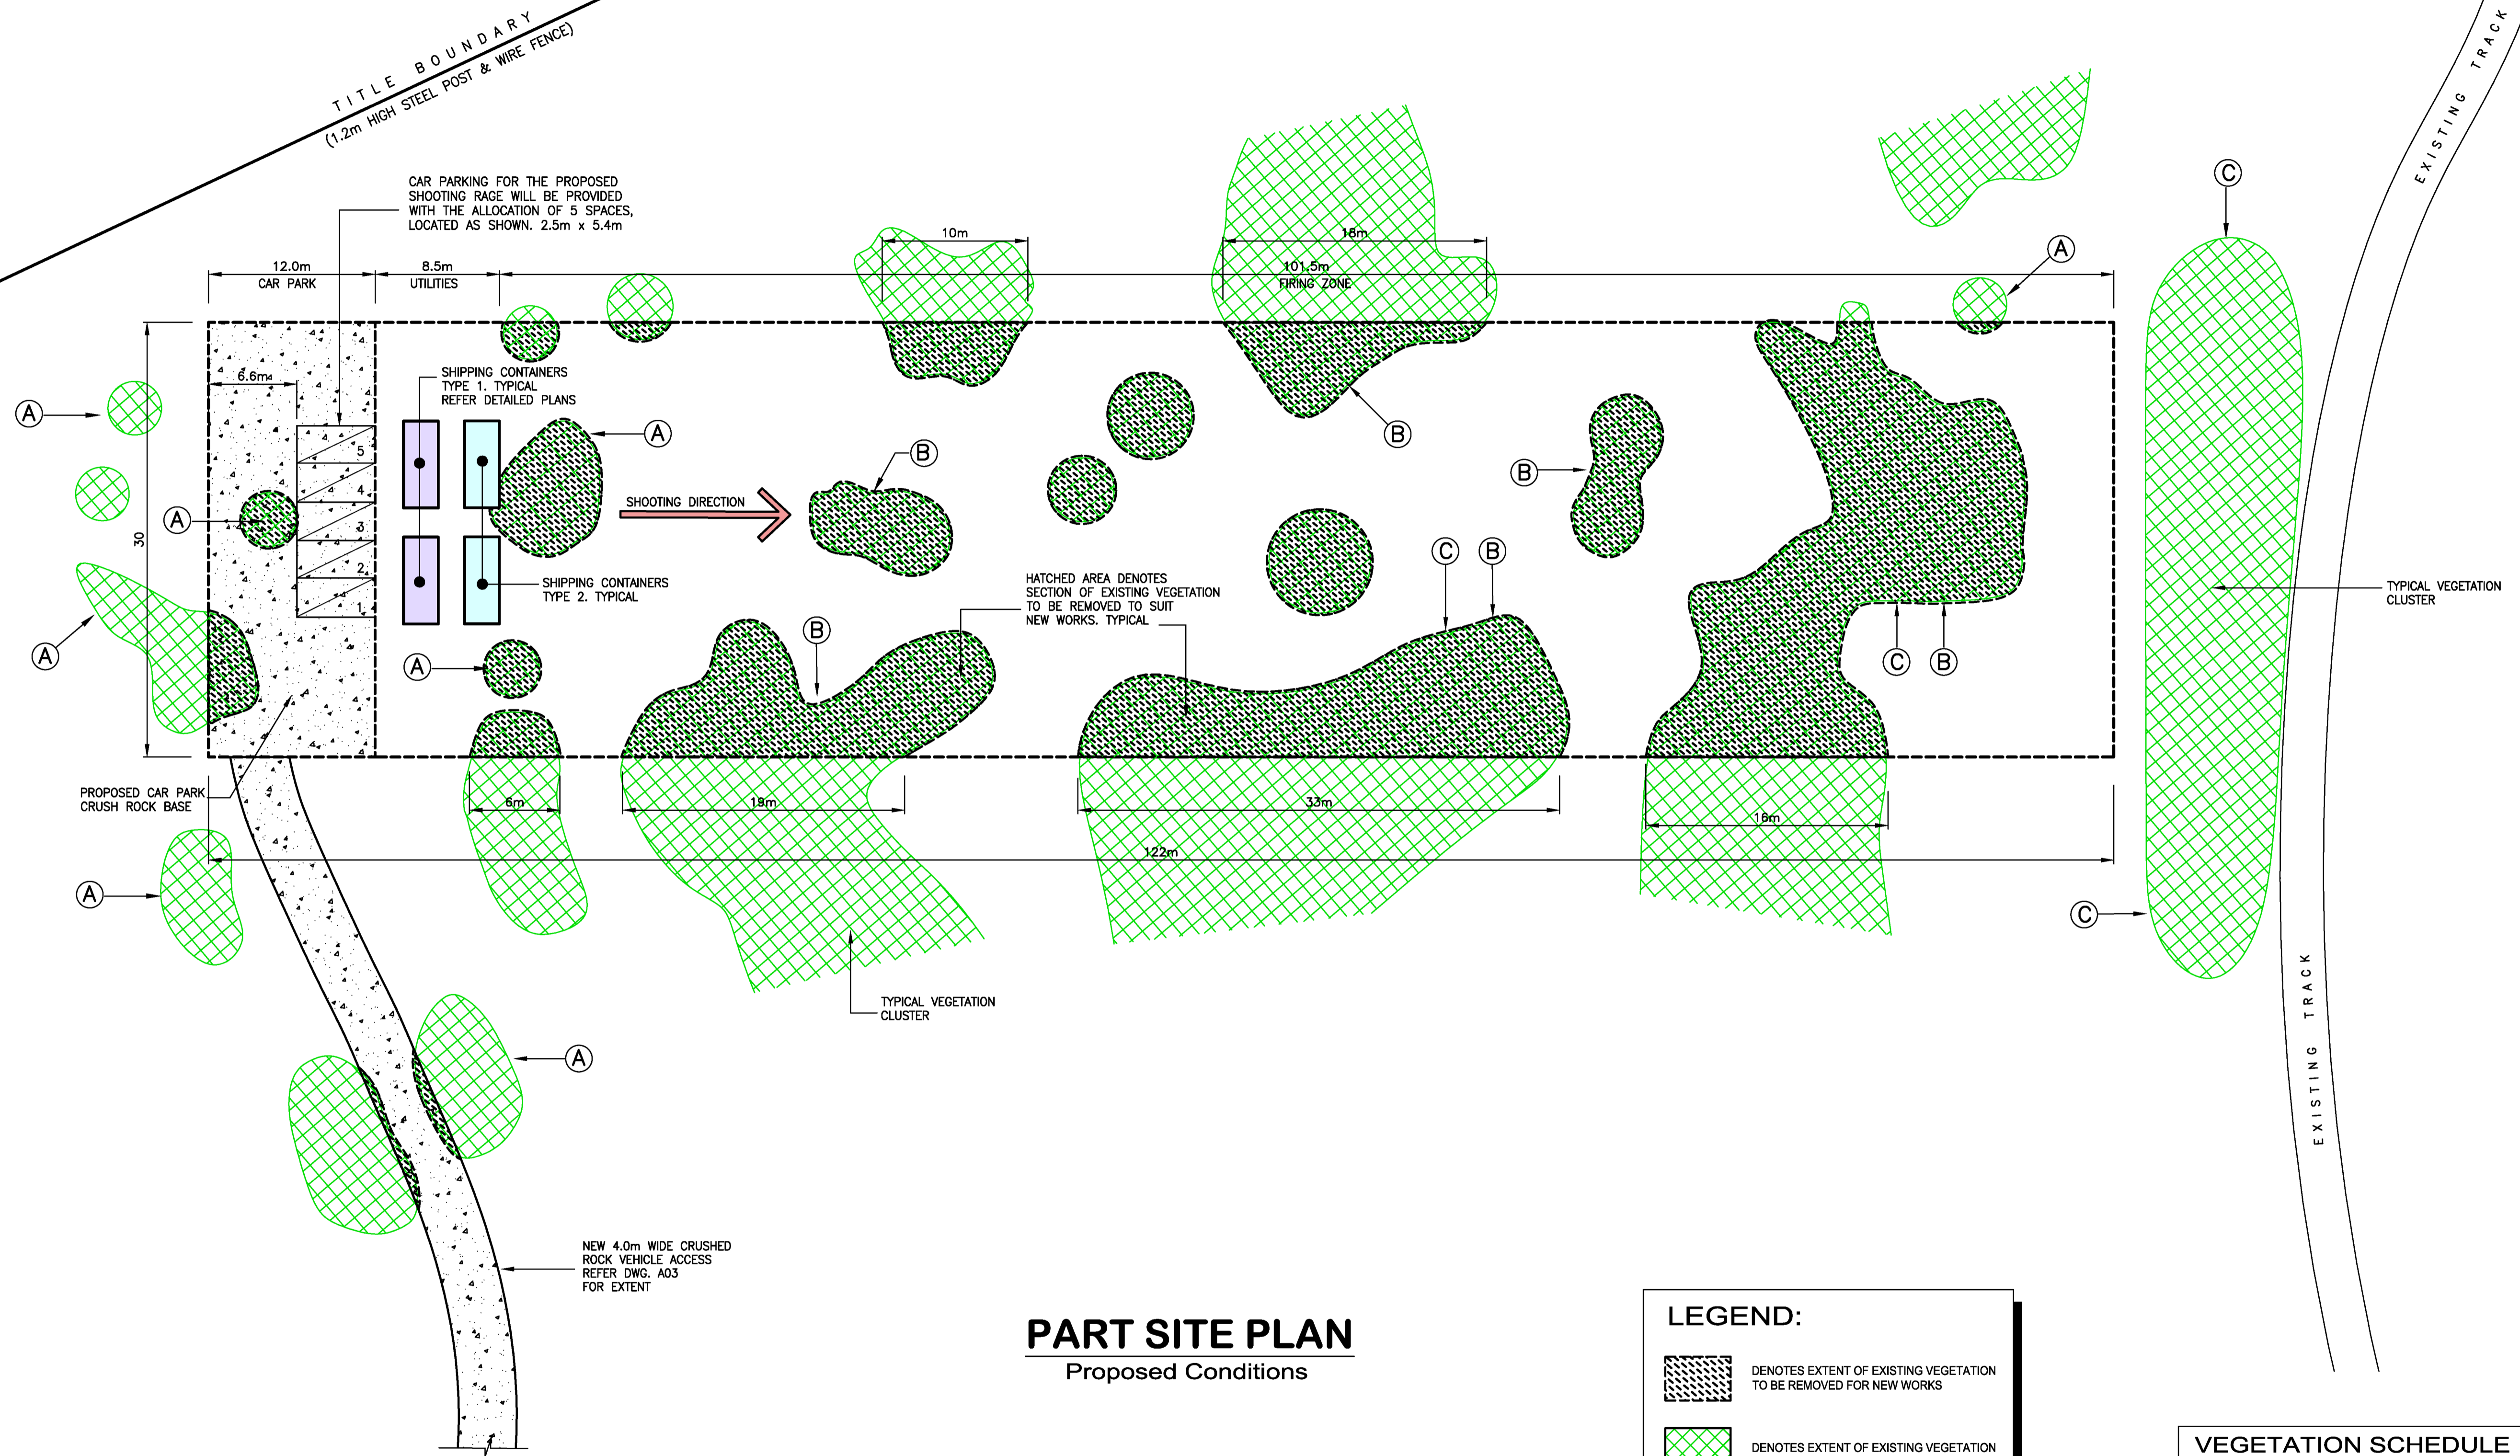 TITLE BOUNDARY
(1.2m HIGH STEEL POST & WIRE FENCE)
EXISTING TRACK
CAR PARKING FOR THE PROPOSED
SHOOTING RAGE WILL BE PROVIDED
WITH THE ALLOCATION OF 5 SPACES,
LOCATED AS SHOWN. 2.5m x 5.4m
C
10m
18m
A
12.0m
CAR PARK
8.5m
UTILITIES
101.5m
FIRING ZONE
6.6m
SHIPPING CONTAINERS
TYPE 1. TYPICAL
REFER DETAILED PLANS
A
A
B
B
B
5
4
3
2
1
A
30
SHOOTING DIRECTION
SHIPPING CONTAINERS
TYPE 2. TYPICAL
HATCHED AREA DENOTES
SECTION OF EXISTING VEGETATION
TO BE REMOVED TO SUIT
NEW WORKS. TYPICAL
C
B
TYPICAL VEGETATION
CLUSTER
A
A
B
C
B
PROPOSED CAR PARK
CRUSH ROCK BASE
6m
19m
33m
16m
122m
A
C
TYPICAL VEGETATION
CLUSTER
EXISTING TRACK
A
NEW 4.0m WIDE CRUSHED
ROCK VEHICLE ACCESS
REFER DWG. A03
FOR EXTENT
PART SITE PLAN
Proposed Conditions
LEGEND:
DENOTES EXTENT OF EXISTING VEGETATION
TO BE REMOVED FOR NEW WORKS
DENOTES EXTENT OF EXISTING VEGETATION
VEGETATION SCHEDULE